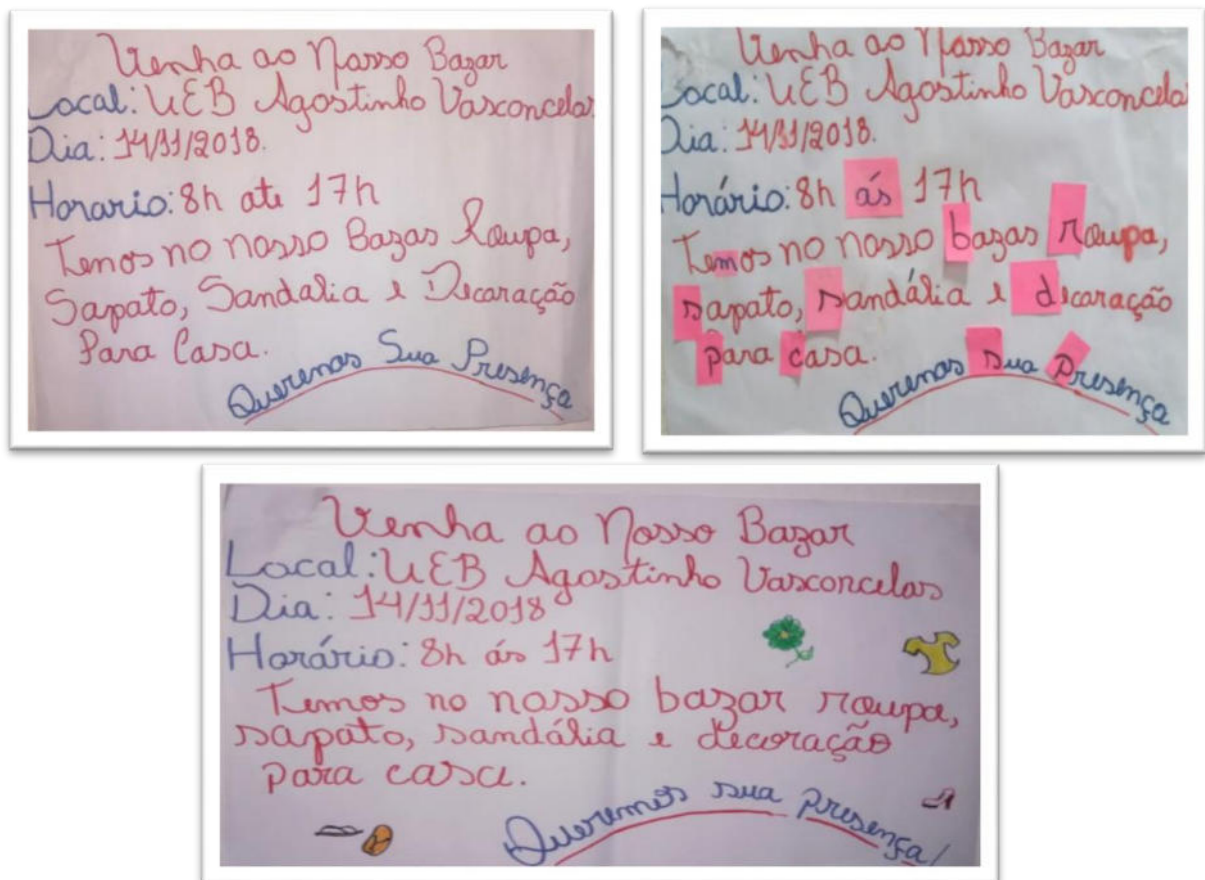 Venha ao Nosso Bazar
Local: UEB Agostinho Vasconcelos
Dia: 14/11/2018.
Horario: 8h ate 17h
Temos no nosso Bazas Roupa,
Sapato, Sandalia e Decoração
Para Casa.
Queremos Sua Presença
Venha ao Nosso Bazar
Local: UEB Agostinho Vasconcelos
Dia: 14/11/2018.
Horário: 8h ás 17h
Temos no nosso bazas roupa,
sapato, sandália e decoração
para casa.
Queremos sua presença
Venha ao Nosso Bazar
Local: UEB Agostinho Vasconcelos
Dia: 14/11/2018
Horário: 8h ás 17h
Temos no nosso bazar roupa,
sapato, sandália e decoração
para casa.
Queremos sua presença!